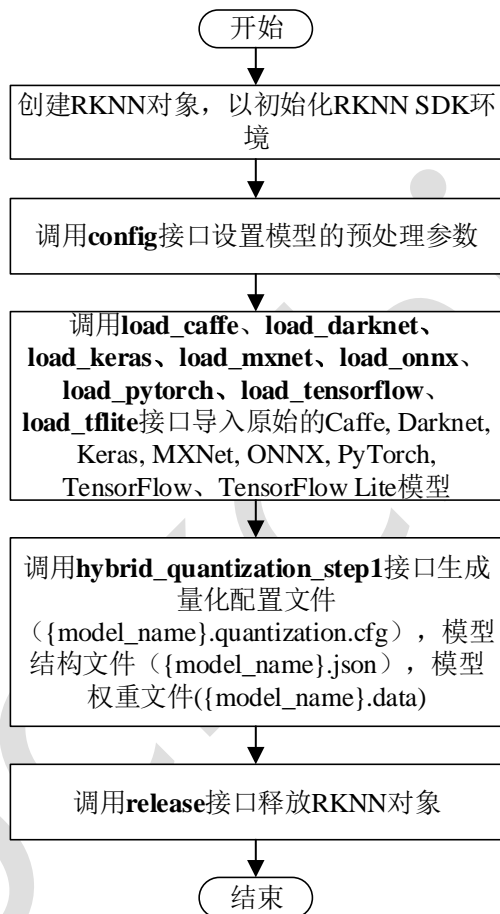 开始
创建RKNN对象，以初始化RKNN SDK环
境
调用config接口设置模型的预处理参数
调用load_caffe、load_darknet、
load_keras、load_mxnet、load_onnx、
load_pytorch、load_tensorflow、
load_tflite接口导入原始的Caffe, Darknet,
Keras, MXNet, ONNX, PyTorch,
TensorFlow、TensorFlow Lite模型
调用hybrid_quantization_step1接口生成
量化配置文件
（{model_name}.quantization.cfg），模型
结构文件（{model_name}.json），模型
权重文件({model_name}.data)
调用release接口释放RKNN对象
结束